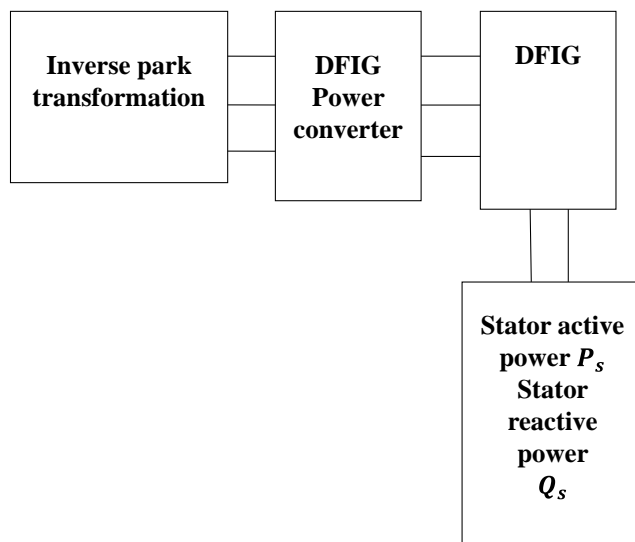 Inverse park
transformation
DFIG
Power
converter
DFIG
Stator active
power 𝑷𝒔
Stator
reactive
power
𝑸𝒔